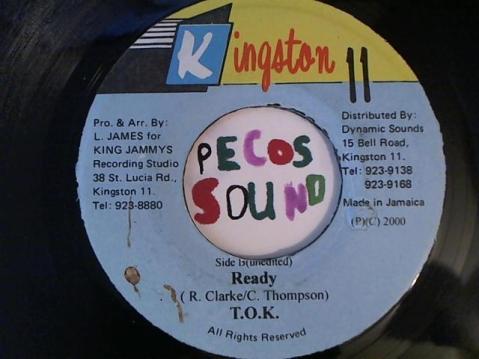 Kingston 11
Pro. & Arr. By:
L. JAMES for
KING JAMMYS
Recording Studio
38 St. Lucia Rd.,
Kingston 11.
Tel: 923-8880
Distributed By:
Dynamic Sounds
15 Bell Road,
Kingston 11.
Tel: 923-9138
923-9168
Made in Jamaica
(P)(C) 2000
PECOS
SOUND
Side B(unedited)
Ready
( R. Clarke/C. Thompson)
T.O.K.
All Rights Reserved